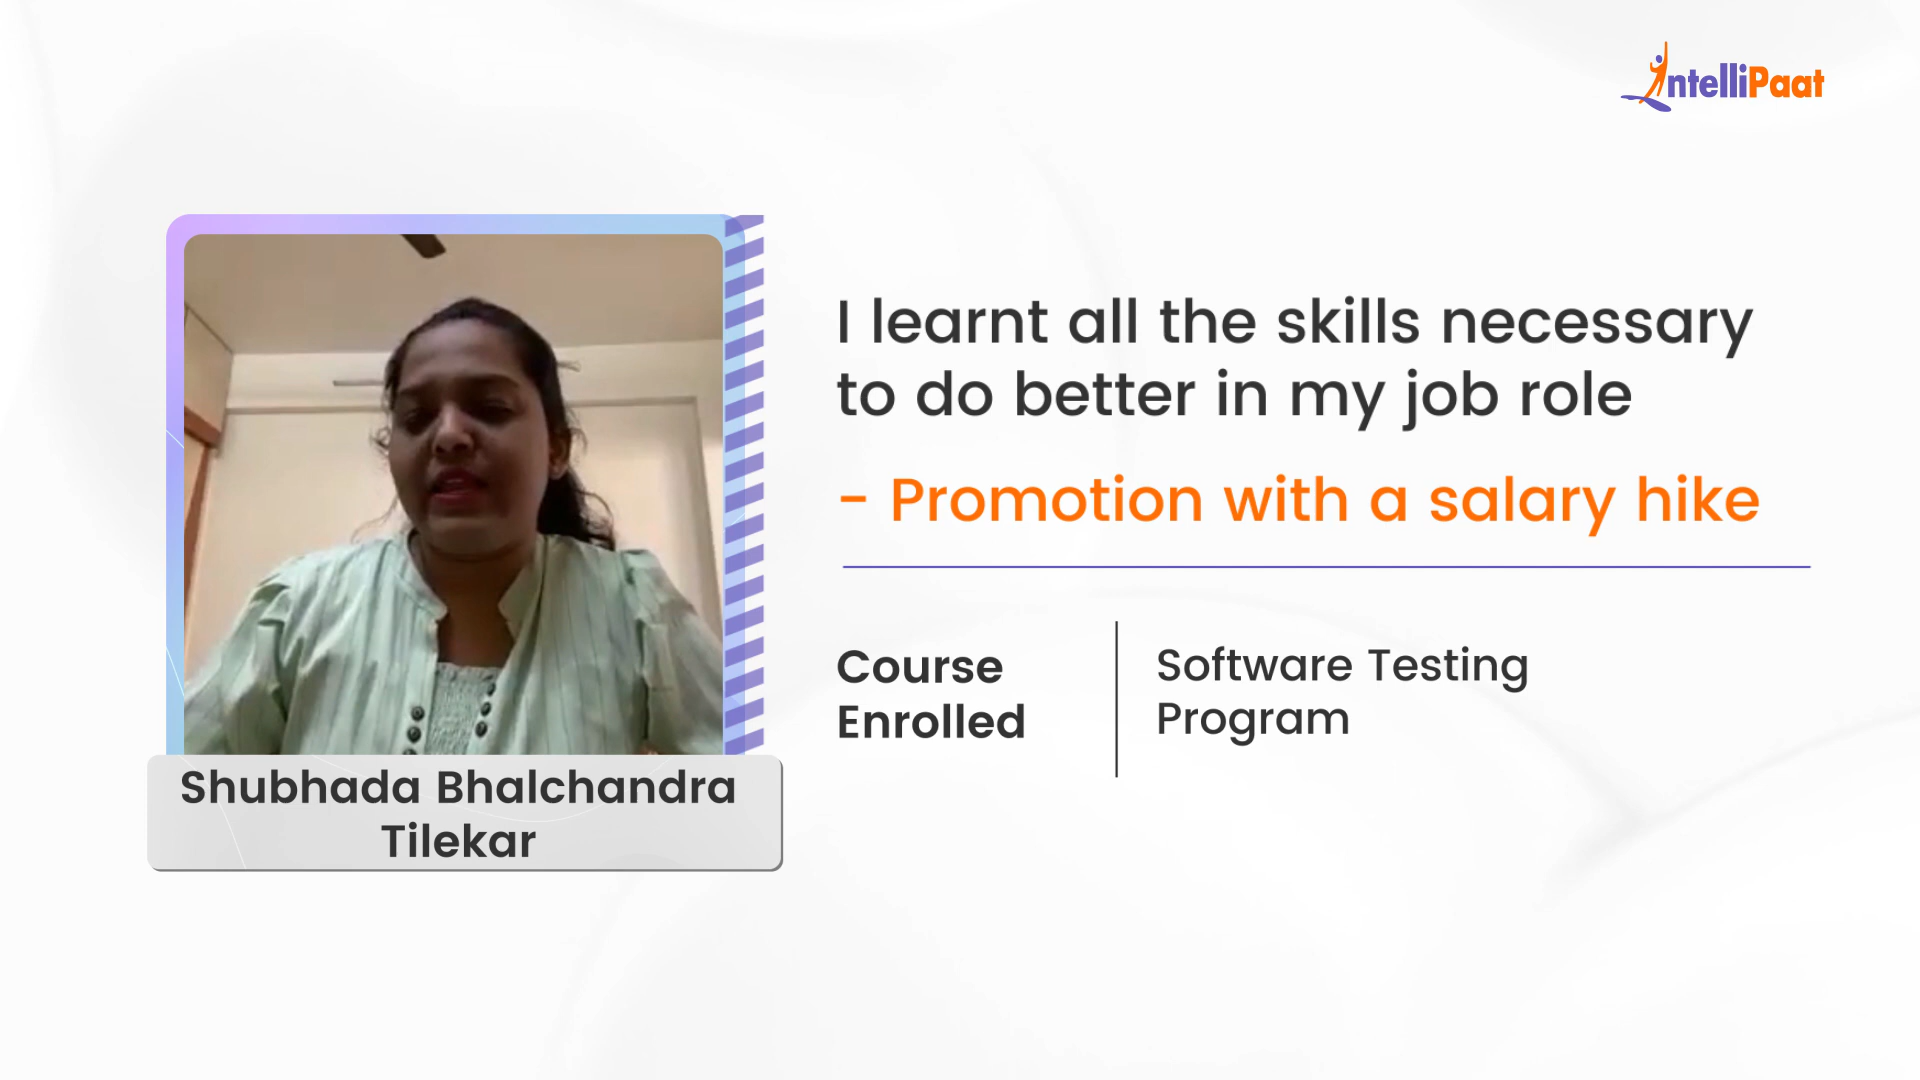 IntelliPaat
I learnt all the skills necessary
to do better in my job role
- Promotion with a salary hike
Course
Enrolled
Software Testing
Program
Shubhada Bhalchandra
Tilekar